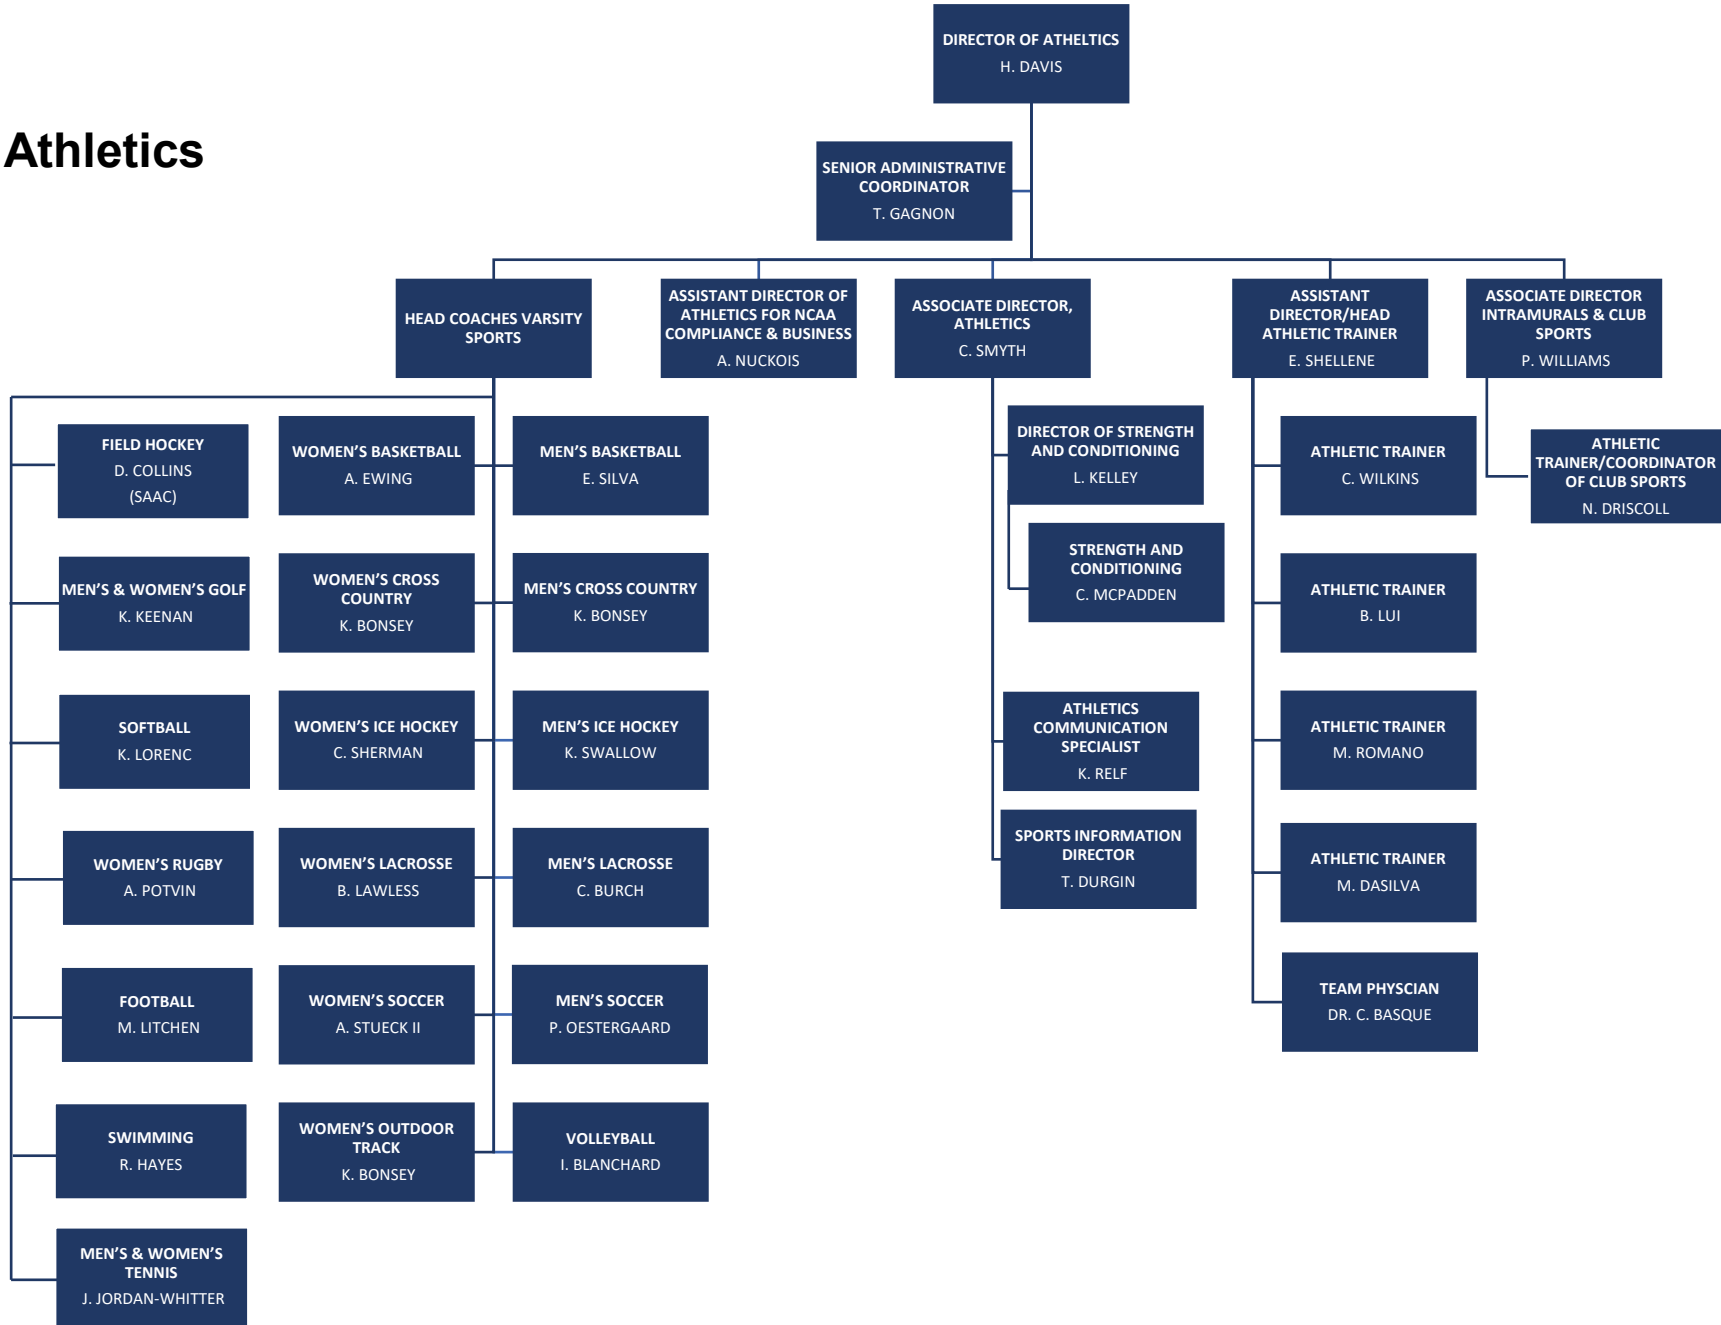 Athletics
DIRECTOR OF ATHELTICS
H. DAVIS
SENIOR ADMINISTRATIVE
COORDINATOR
T. GAGNON
HEAD COACHES VARSITY
SPORTS
ASSISTANT DIRECTOR OF
ATHLETICS FOR NCAA
COMPLIANCE & BUSINESS
A. NUCKOIS
ASSOCIATE DIRECTOR,
ATHLETICS
C. SMYTH
ASSISTANT
DIRECTOR/HEAD
ATHLETIC TRAINER
E. SHELLENE
ASSOCIATE DIRECTOR
INTRAMURALS & CLUB
SPORTS
P. WILLIAMS
FIELD HOCKEY
D. COLLINS
(SAAC)
MEN’S & WOMEN’S GOLF
K. KEENAN
SOFTBALL
K. LORENC
WOMEN’S RUGBY
A. POTVIN
FOOTBALL
M. LITCHEN
SWIMMING
R. HAYES
MEN’S & WOMEN’S
TENNIS
J. JORDAN-WHITTER
WOMEN’S BASKETBALL
A. EWING
WOMEN’S CROSS
COUNTRY
K. BONSEY
WOMEN’S ICE HOCKEY
C. SHERMAN
WOMEN’S LACROSSE
B. LAWLESS
WOMEN’S SOCCER
A. STUECK II
WOMEN’S OUTDOOR
TRACK
K. BONSEY
MEN’S BASKETBALL
E. SILVA
MEN’S CROSS COUNTRY
K. BONSEY
MEN’S ICE HOCKEY
K. SWALLOW
MEN’S LACROSSE
C. BURCH
MEN’S SOCCER
P. OESTERGAARD
VOLLEYBALL
I. BLANCHARD
DIRECTOR OF STRENGTH
AND CONDITIONING
L. KELLEY
STRENGTH AND
CONDITIONING
C. MCPADDEN
ATHLETICS
COMMUNICATION
SPECIALIST
K. RELF
SPORTS INFORMATION
DIRECTOR
T. DURGIN
ATHLETIC TRAINER
C. WILKINS
ATHLETIC TRAINER
B. LUI
ATHLETIC TRAINER
M. ROMANO
ATHLETIC TRAINER
M. DASILVA
TEAM PHYSCIAN
DR. C. BASQUE
ATHLETIC
TRAINER/COORDINATOR
OF CLUB SPORTS
N. DRISCOLL